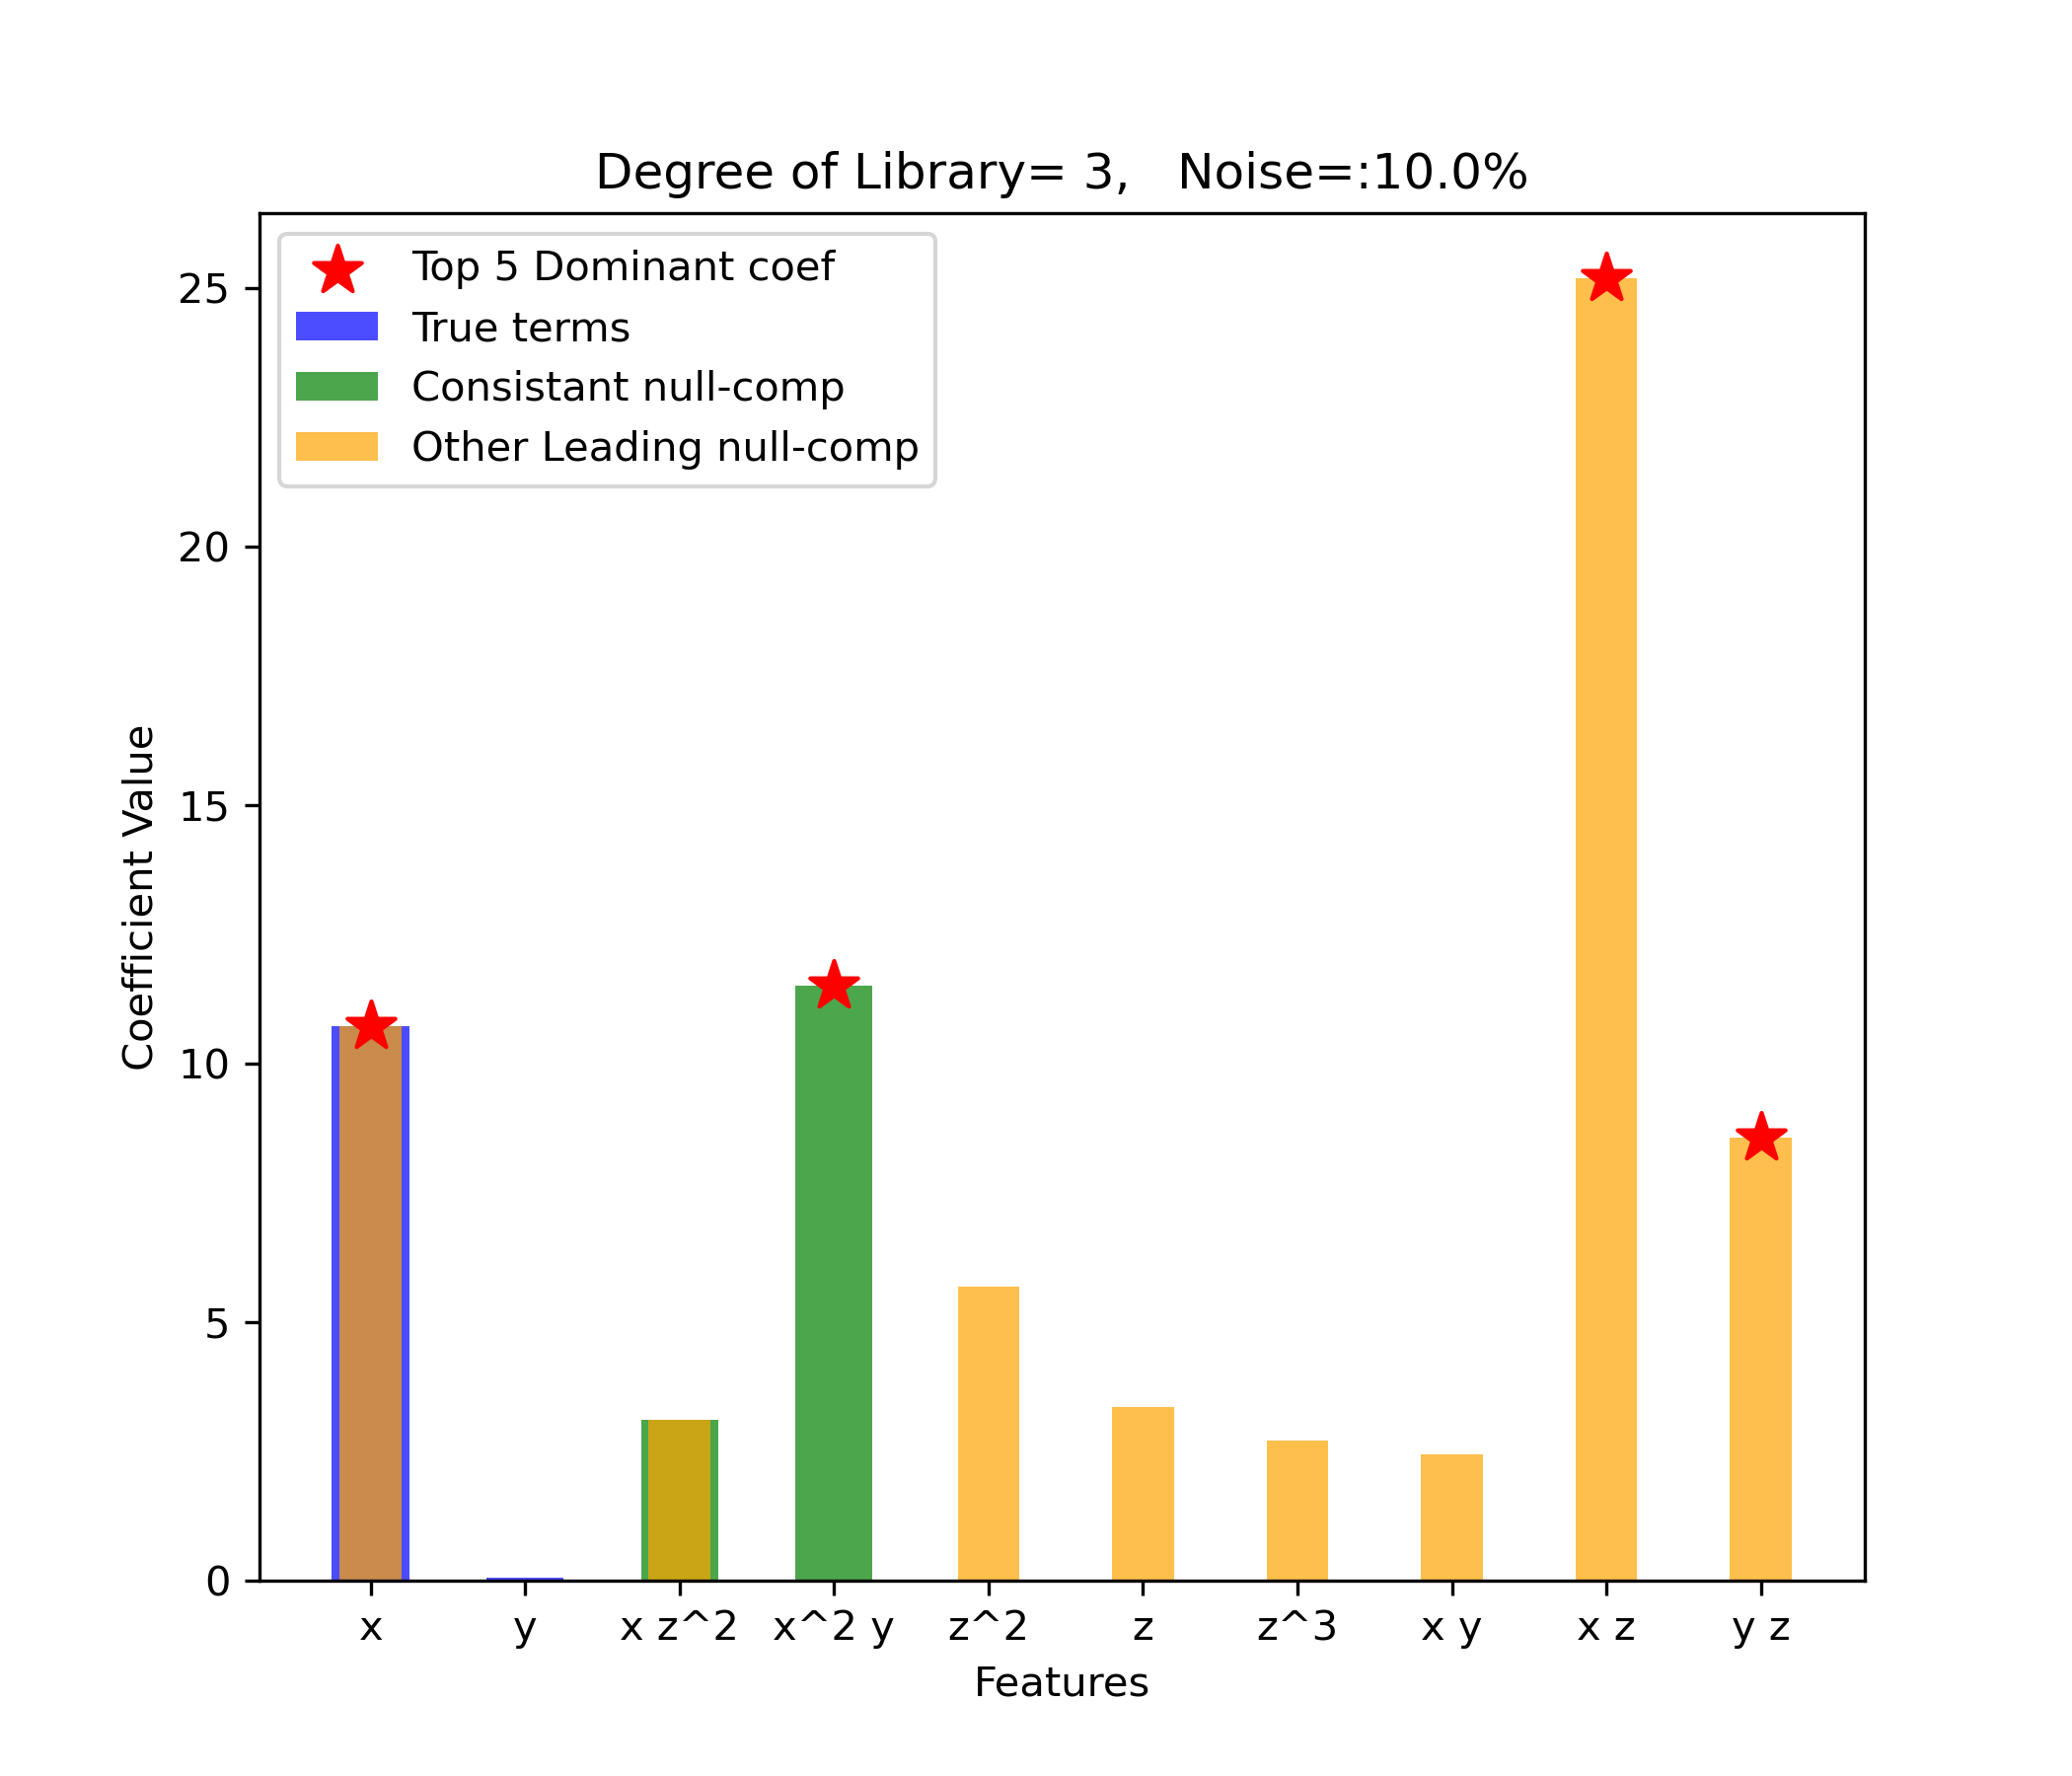 Degree of Library= 3,   Noise=:10.0%
Top 5 Dominant coef
True terms
Consistant null-comp
Other Leading null-comp
25
20
15
10
5
0
Coefficient Value
x y x z^2 x^2 y z^2 z z^3 x y x z y z
Features